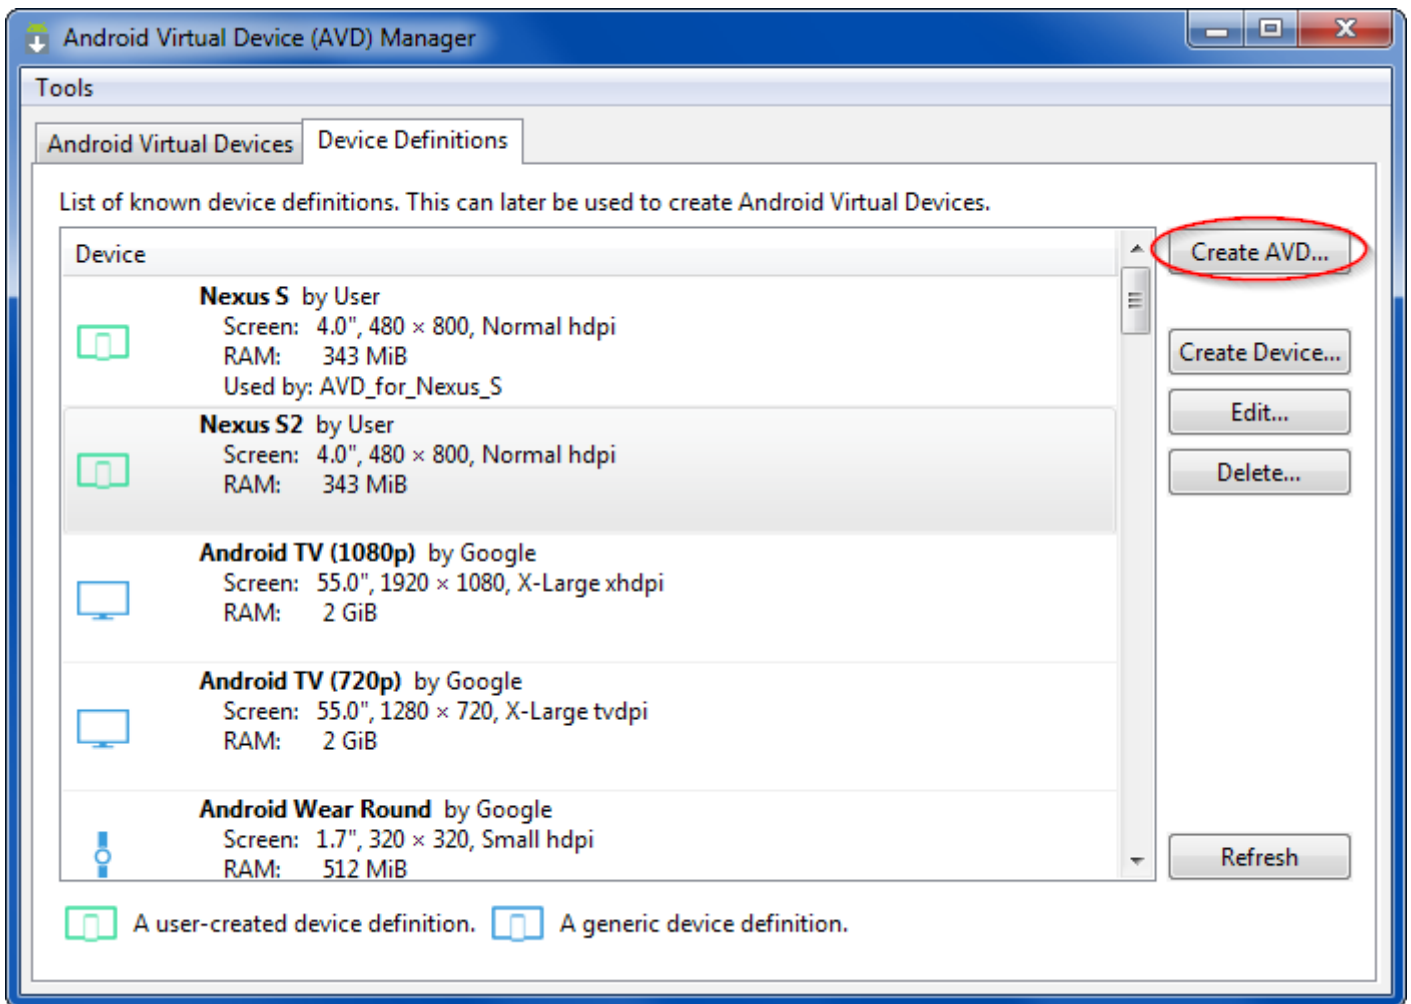 Android Virtual Device (AVD) Manager
Tools
Android Virtual Devices
Device Definitions
List of known device definitions. This can later be used to create Android Virtual Devices.
Device
Nexus S by User
Screen: 4.0", 480 × 800, Normal hdpi
RAM: 343 MiB
Used by: AVD_for_Nexus_S
Nexus S2 by User
Screen: 4.0", 480 × 800, Normal hdpi
RAM: 343 MiB
Android TV (1080p) by Google
Screen: 55.0", 1920 × 1080, X-Large xhdpi
RAM: 2 GiB
Android TV (720p) by Google
Screen: 55.0", 1280 × 720, X-Large tvdpi
RAM: 2 GiB
Android Wear Round by Google
Screen: 1.7", 320 × 320, Small hdpi
RAM: 512 MiB
Create AVD...
Create Device...
Edit...
Delete...
Refresh
A user-created device definition.
A generic device definition.